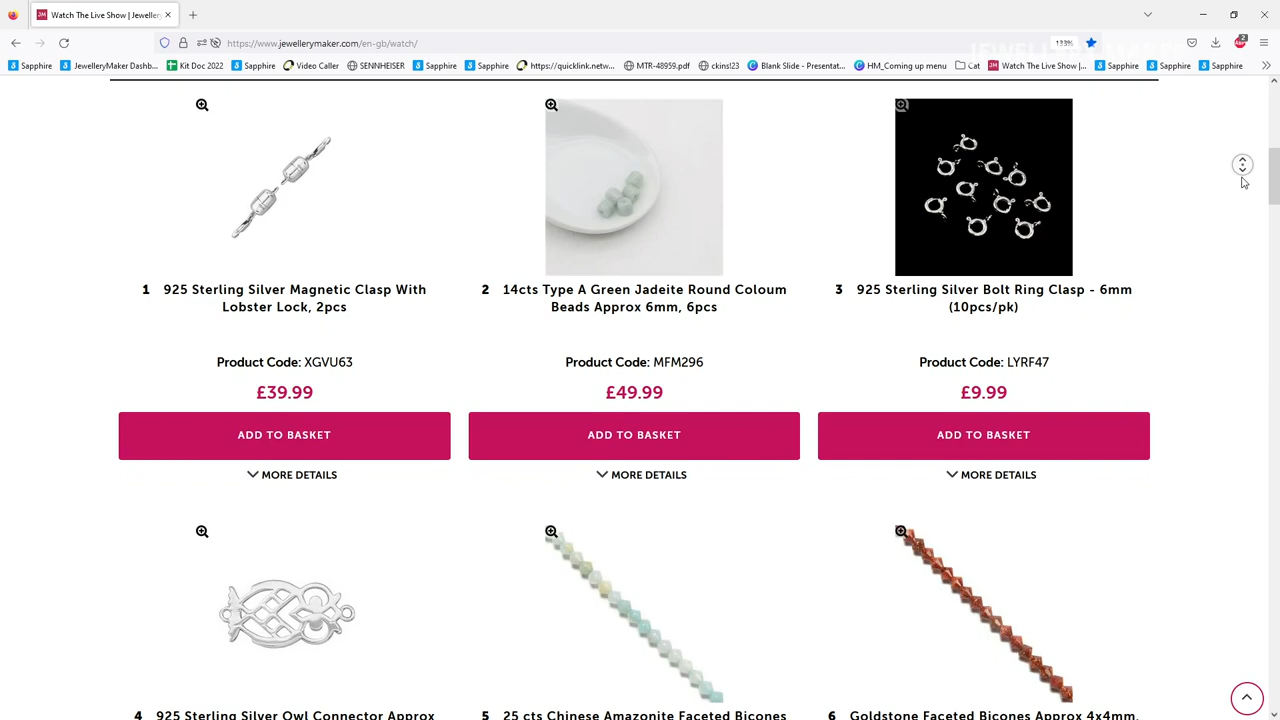 Watch The Live Show | Jeweller
https://www.jewellerymaker.com/en-gb/watch/
133%
2
JEWELLERYMAKER
Sapphire
JewelleryMaker Dashb...
Kit Doc 2022
Sapphire
Video Caller
SENNHEISER
Sapphire
Sapphire
https://quicklink.netw...
MTR-48959.pdf
ckins!23
Blank Slide - Presentat...
HM_Coming up menu
Cat
Watch The Live Show |...
Sapphire
Sapphire
Sapphire
1 925 Sterling Silver Magnetic Clasp With
Lobster Lock, 2pcs
Product Code: XGVU63
£39.99
ADD TO BASKET
MORE DETAILS
2 14cts Type A Green Jadeite Round Coloum
Beads Approx 6mm, 6pcs
Product Code: MFM296
£49.99
ADD TO BASKET
MORE DETAILS
3 925 Sterling Silver Bolt Ring Clasp - 6mm
(10pcs/pk)
Product Code: LYRF47
£9.99
ADD TO BASKET
MORE DETAILS
4 925 Sterling Silver Owl Connector Approx
5 25 cts Chinese Amazonite Faceted Bicones
6 Goldstone Faceted Bicones Approx 4x4mm,